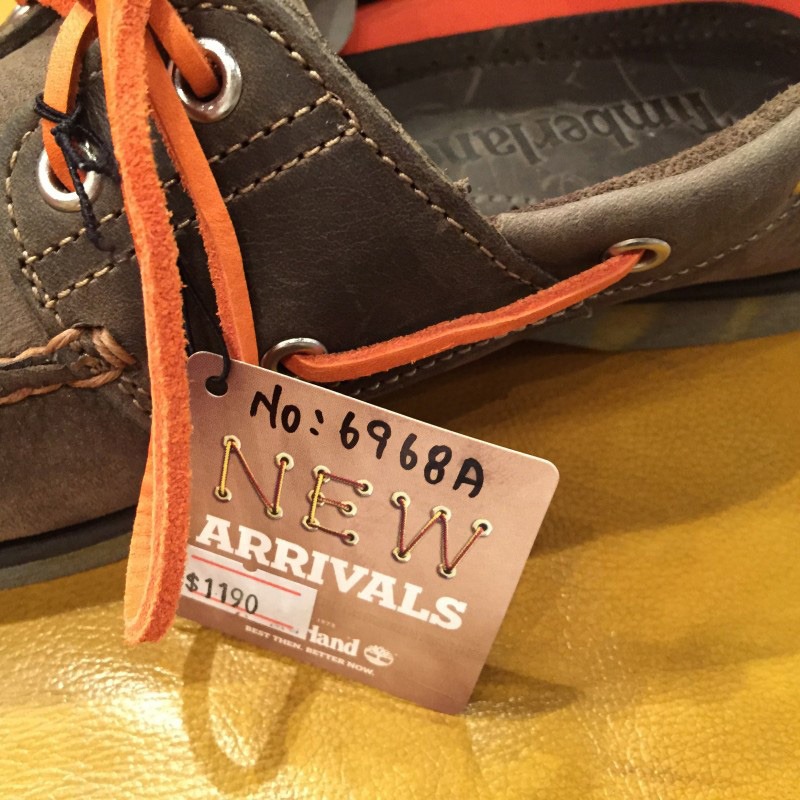 Timberland
No: 6968A
NEW
ARRIVALS
$1190
BEST THEN. BETTER NOW.